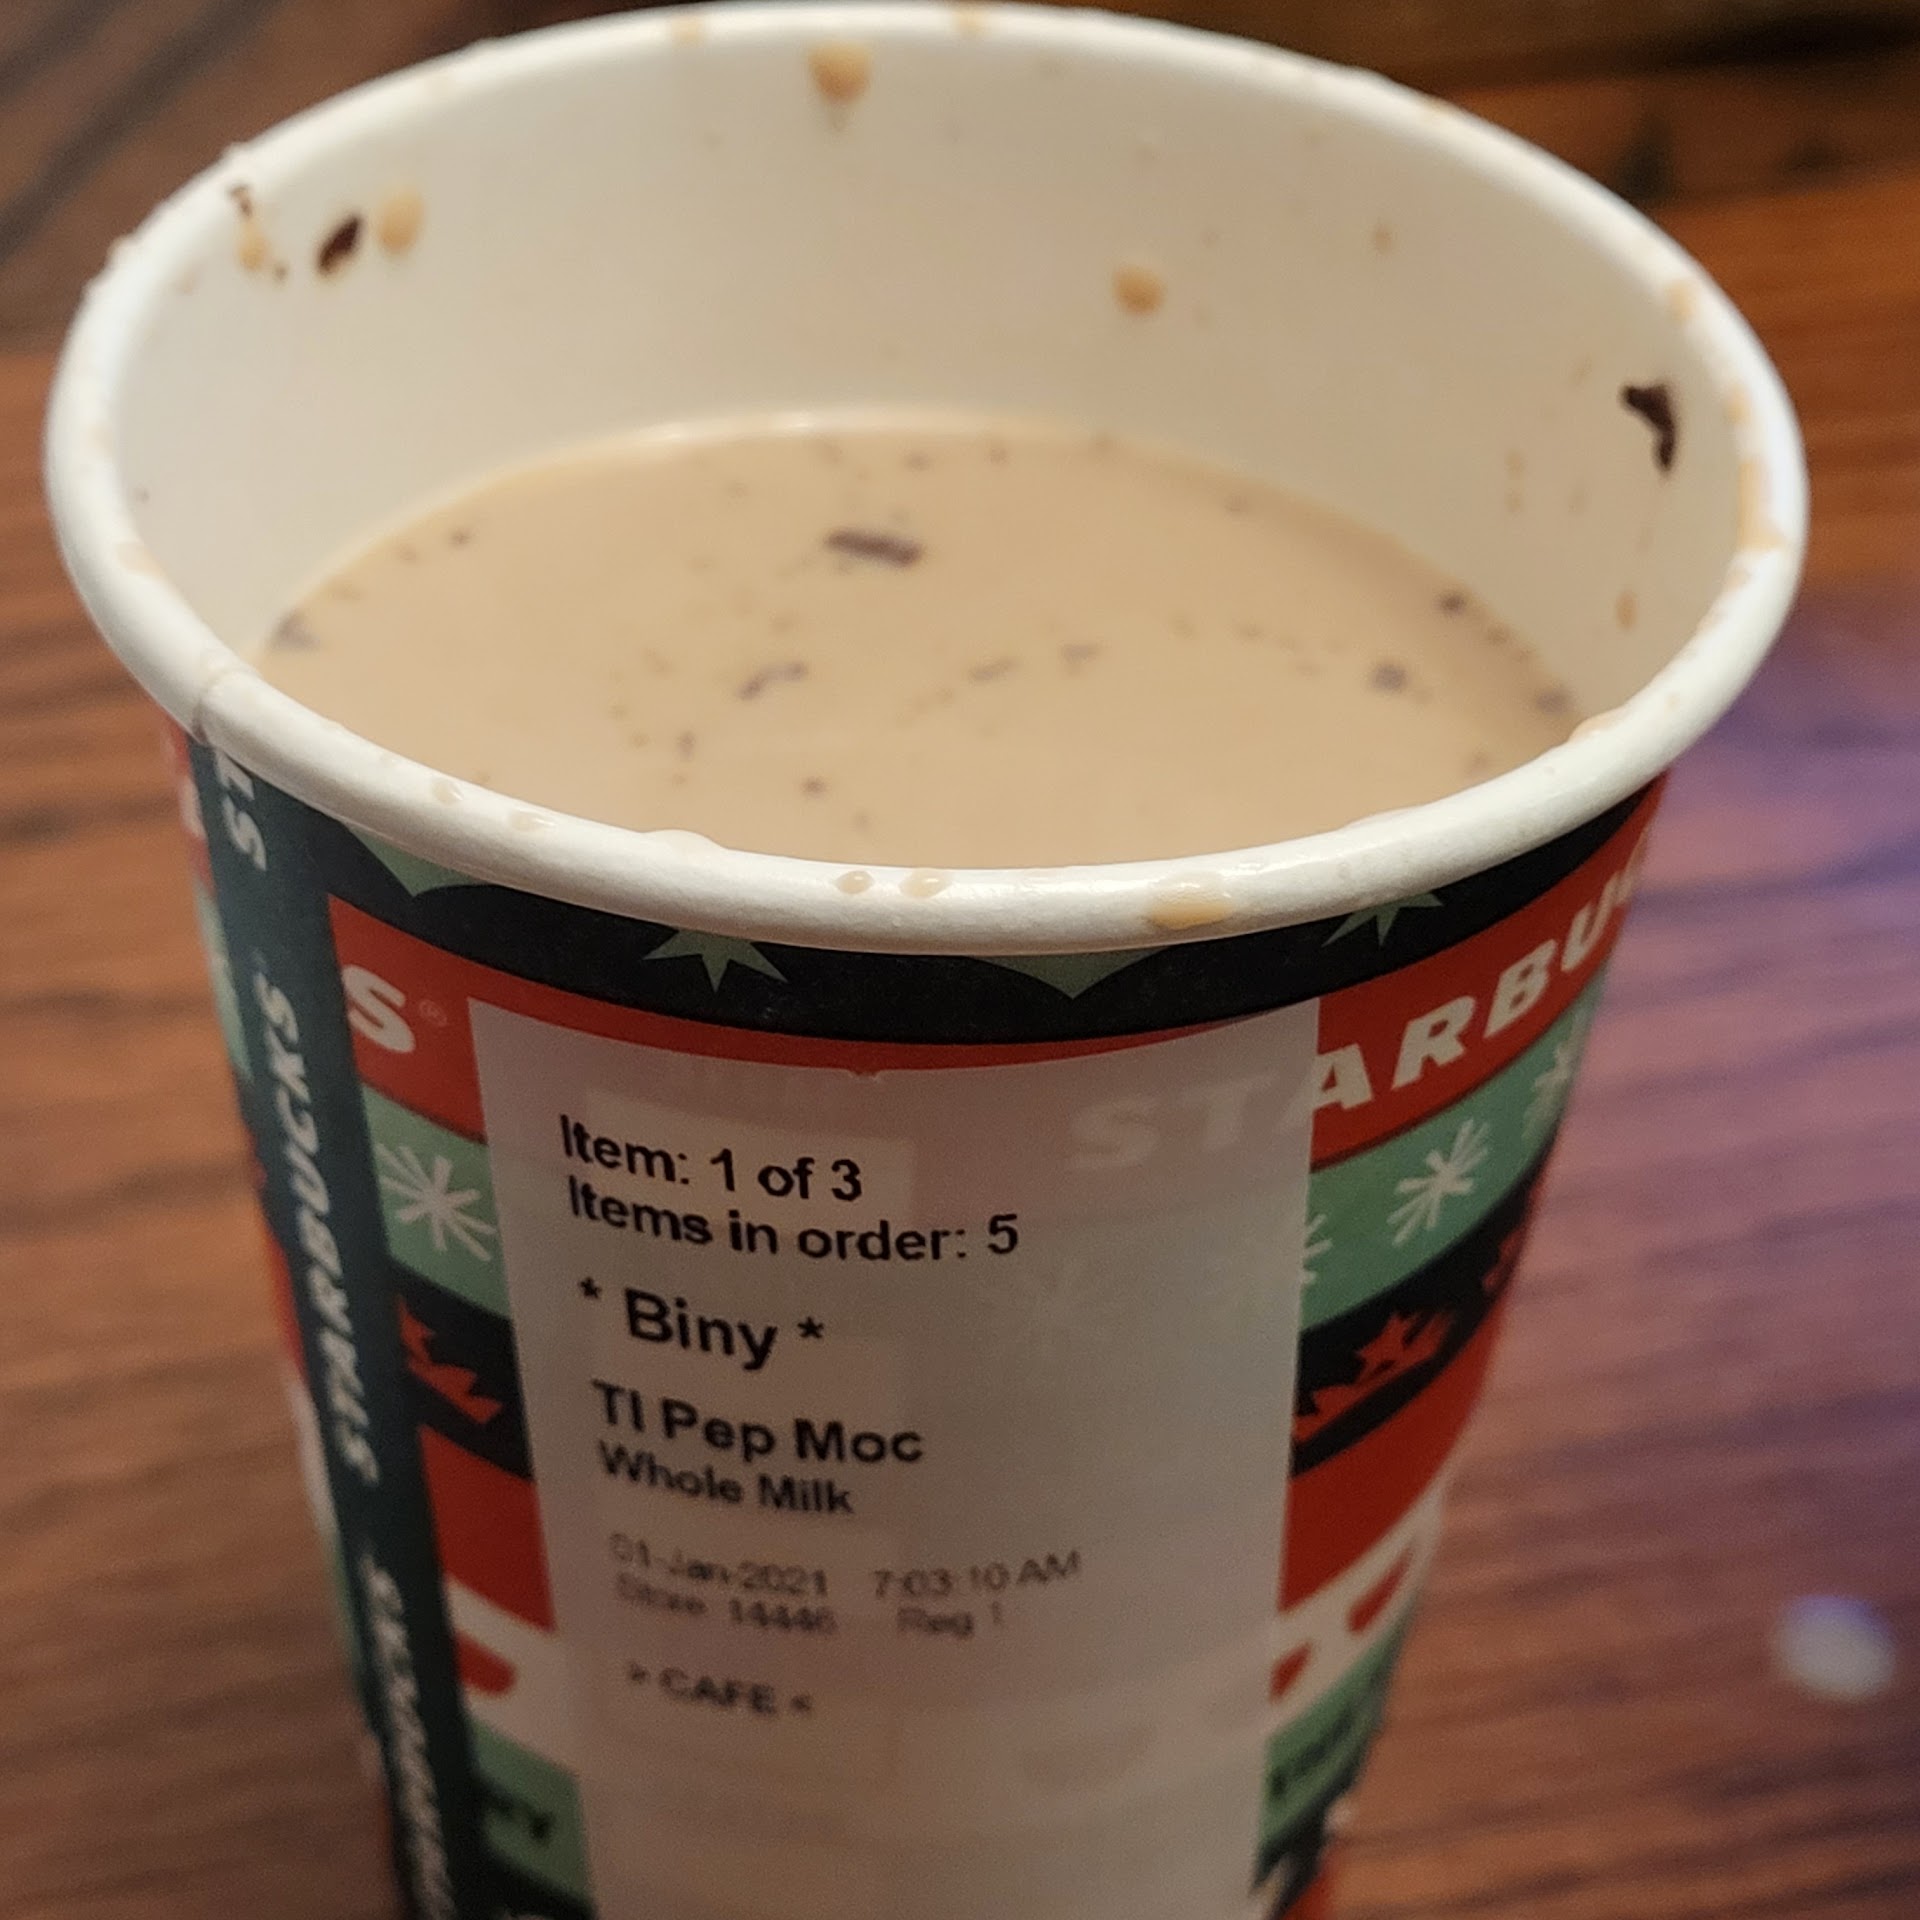 STARBUCKS
STARBUCKS
S®
STARBU
Item: 1 of 3
Items in order: 5
* Biny *
Tl Pep Moc
Whole Milk
01-Jan-2021 7:03:10 AM
Store 14446 Reg 1
> CAFE <